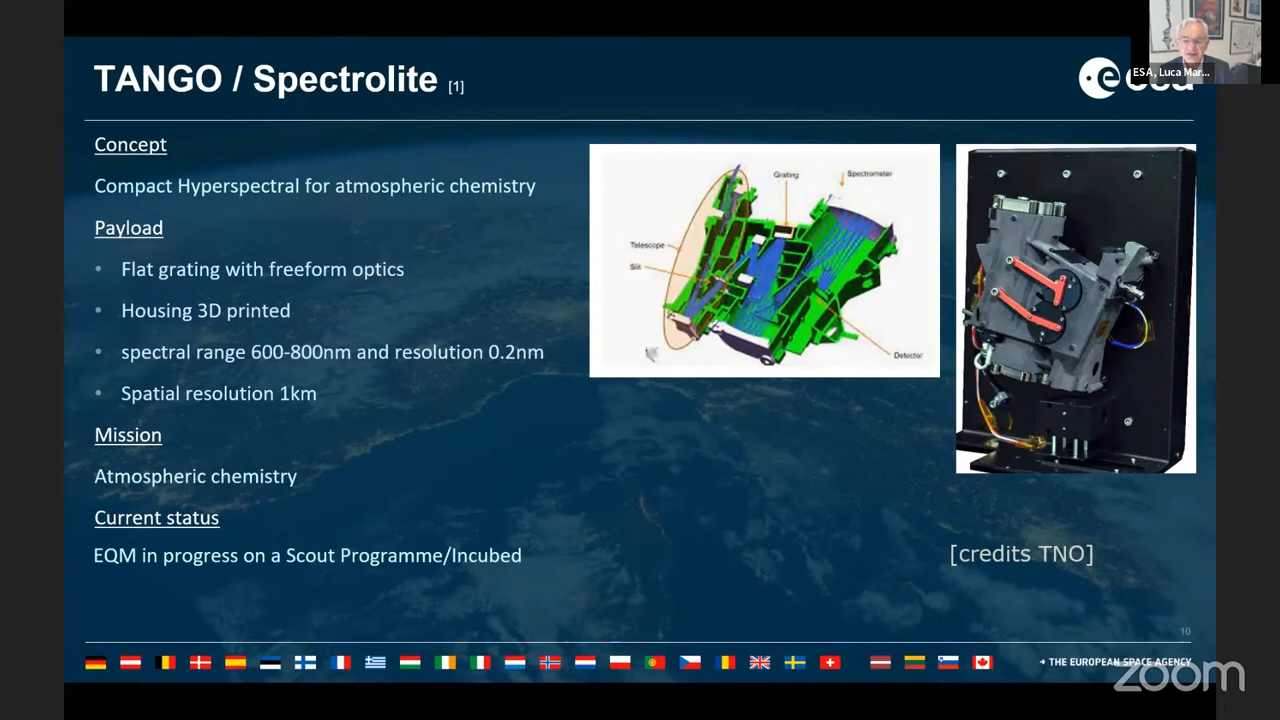 ESA, Luca Mar...
TANGO / Spectrolite [1]
esa
Concept
Compact Hyperspectral for atmospheric chemistry
Payload
• Flat grating with freeform optics
• Housing 3D printed
• spectral range 600-800nm and resolution 0.2nm
• Spatial resolution 1km
Mission
Atmospheric chemistry
Current status
EQM in progress on a Scout Programme/Incubed
Grating
Spectrometer
Telescope
Slit
Detector
[credits TNO]
10
→ THE EUROPEAN SPACE AGENCY
zoom